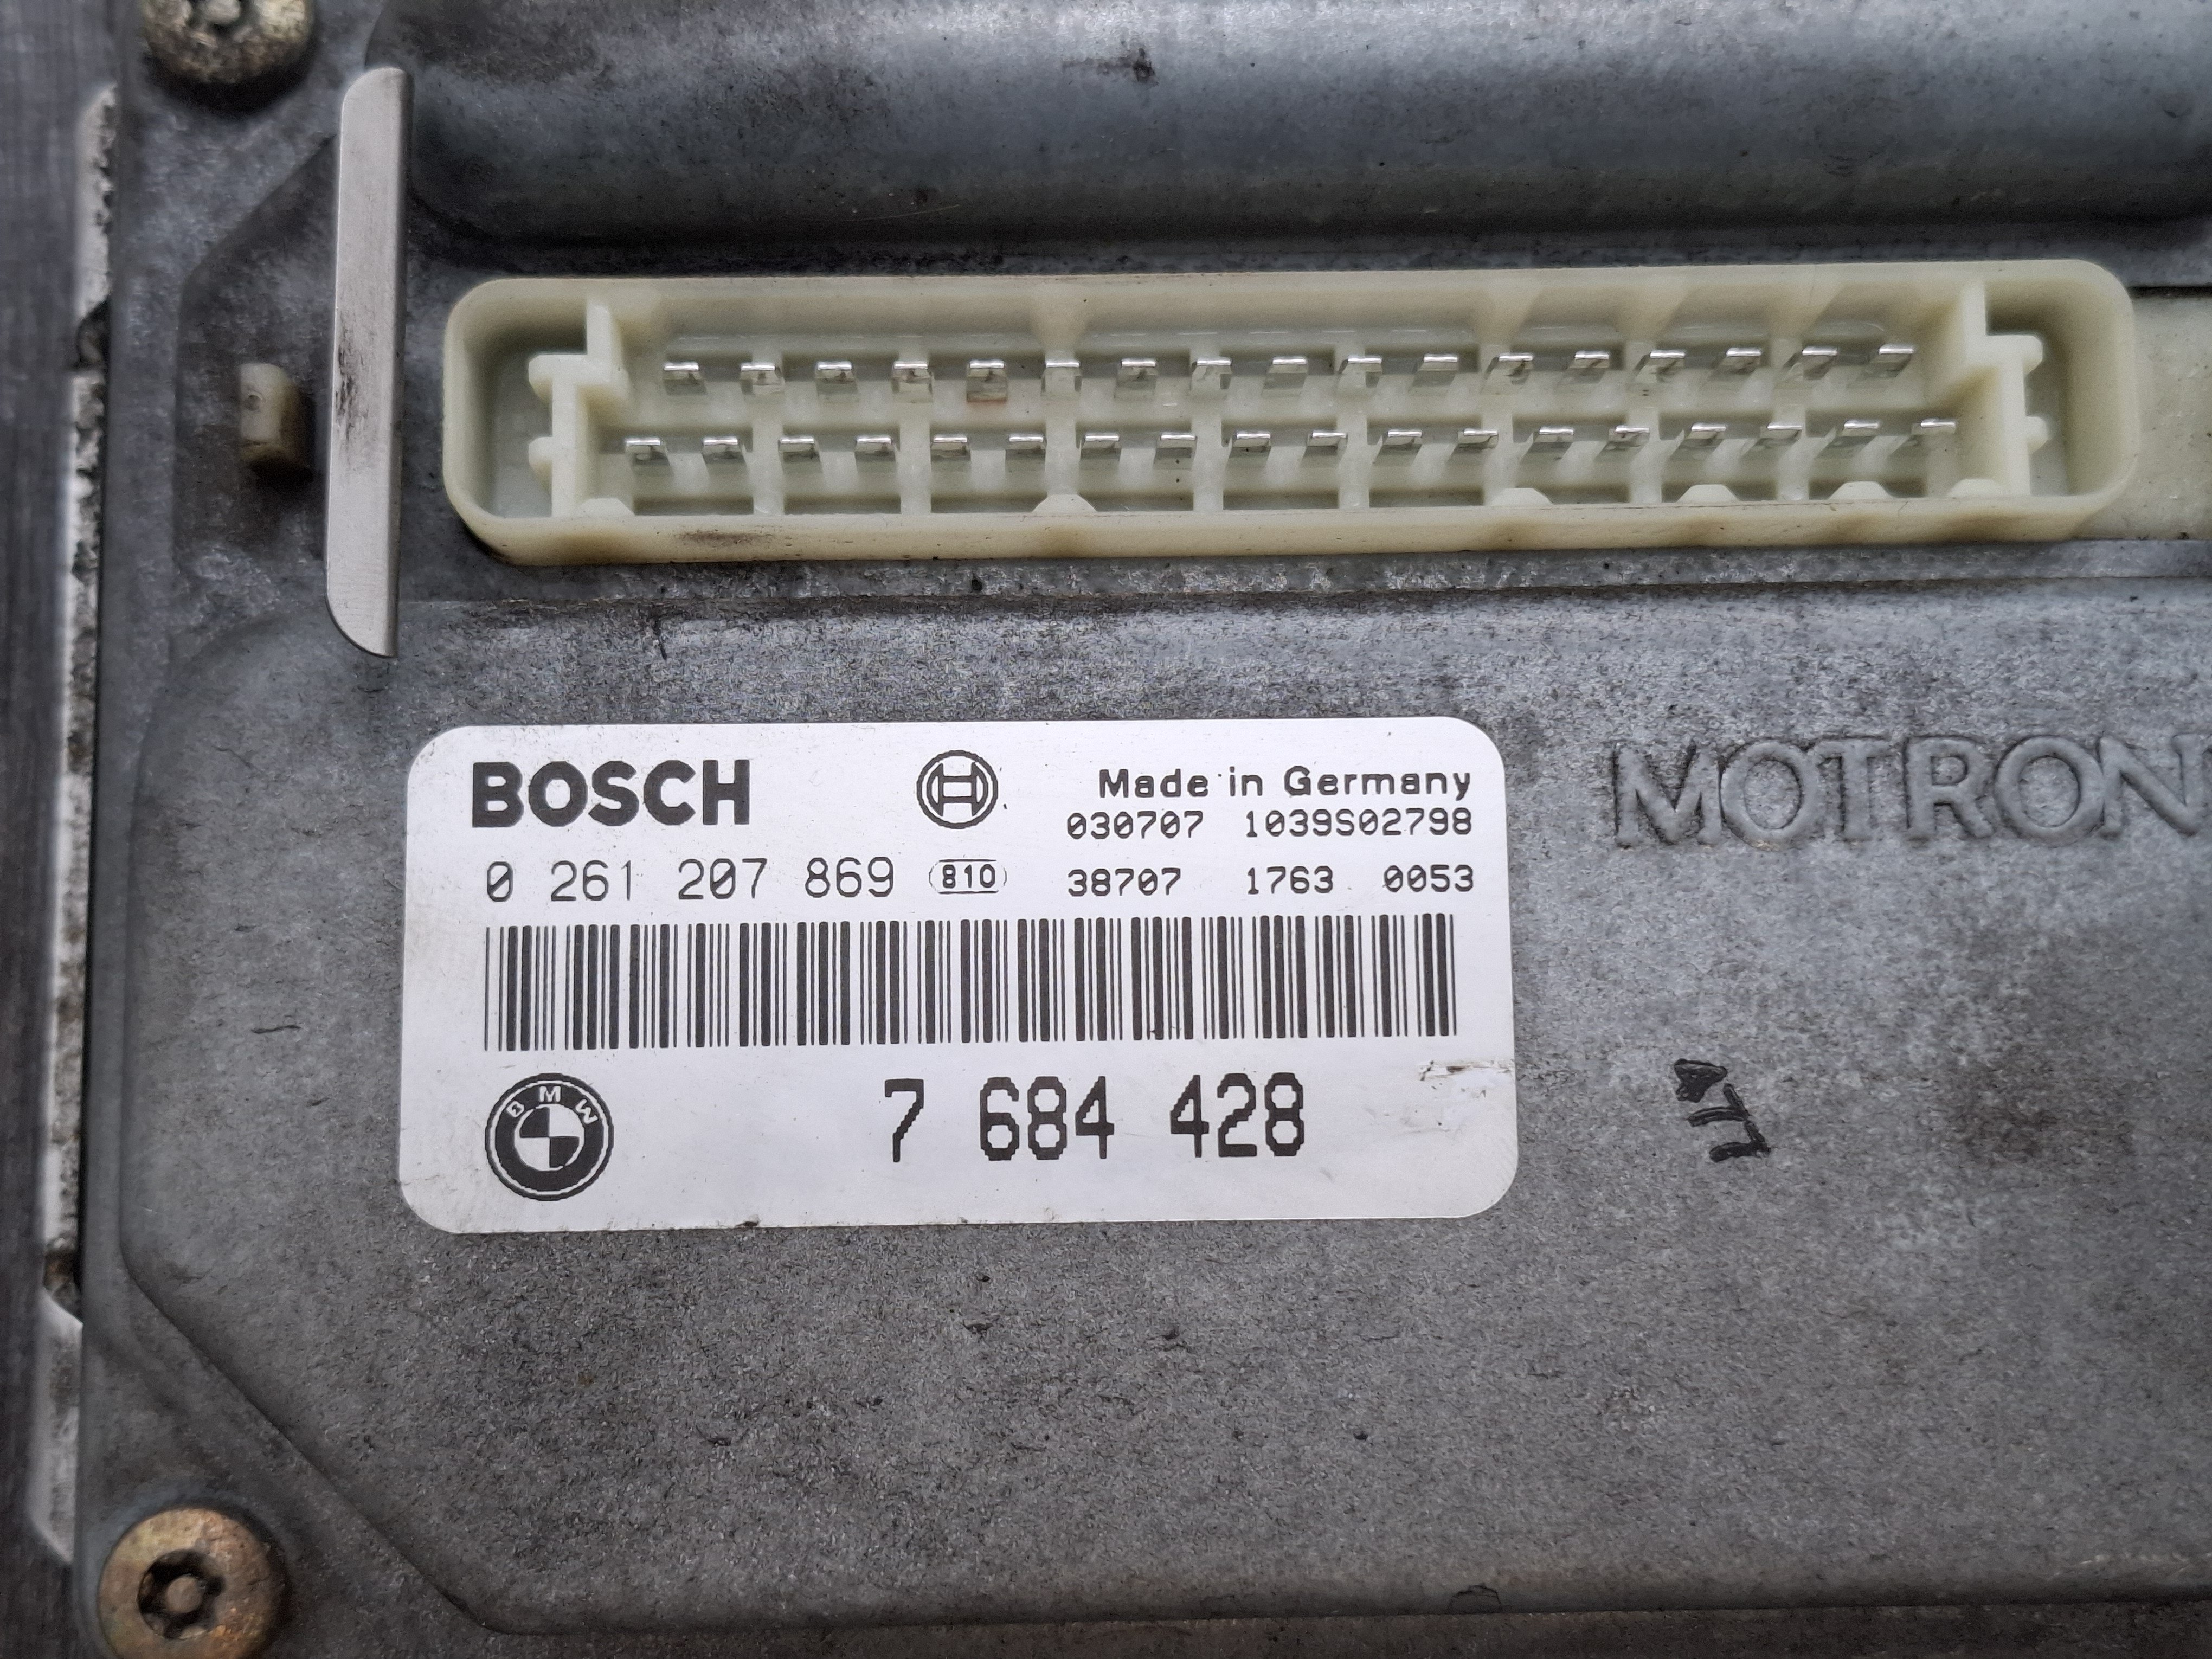 BOSCH
Made in Germany
030707 1039S02798
0 261 207 869 810 38707 1763 0053
BMW
7 684 428
MOTRON